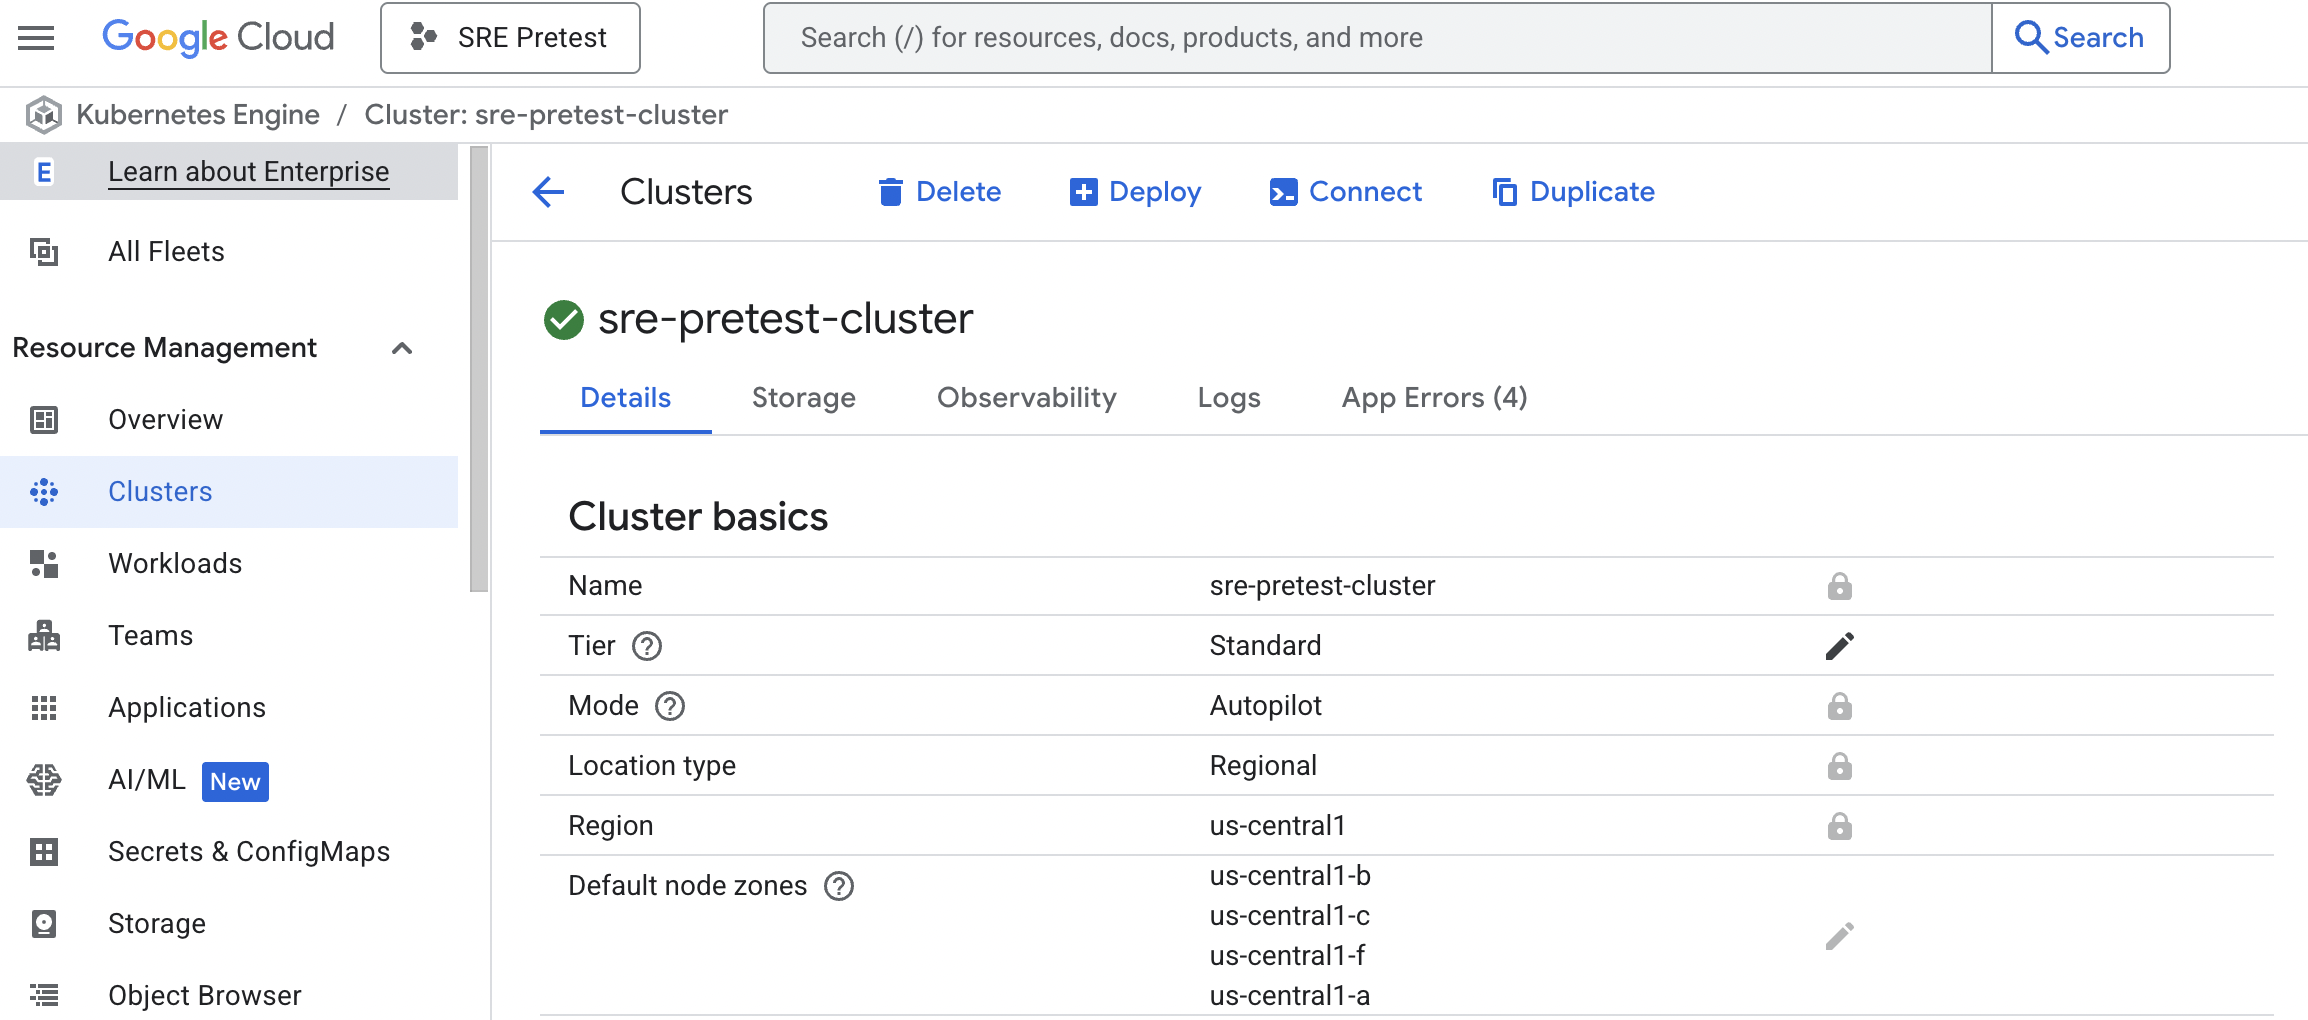 Google Cloud
SRE Pretest
Search (/) for resources, docs, products, and more
Search
Kubernetes Engine / Cluster: sre-pretest-cluster
E Learn about Enterprise
All Fleets
Resource Management
Overview
Clusters
Workloads
Teams
Applications
AI/ML New
Secrets & ConfigMaps
Storage
Object Browser
Clusters
Delete
Deploy
Connect
Duplicate
sre-pretest-cluster
Details
Storage
Observability
Logs
App Errors (4)
Cluster basics
Name sre-pretest-cluster
Tier Standard
Mode Autopilot
Location type Regional
Region us-central1
Default node zones us-central1-b
us-central1-c
us-central1-f
us-central1-a